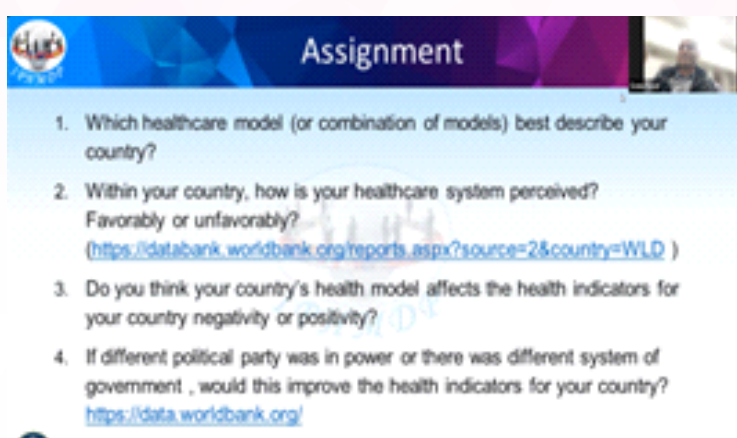 Assignment
1. Which healthcare model (or combination of models) best describe your
country?
2. Within your country, how is your healthcare system perceived?
Favorably or unfavorably?
(https://databank.worldbank.org/reports.aspx?source=2&country=WLD )
3. Do you think your country's health model affects the health indicators for
your country negativity or positivity?
4. If different political party was in power or there was different system of
government , would this improve the health indicators for your country?
https://data.worldbank.org/